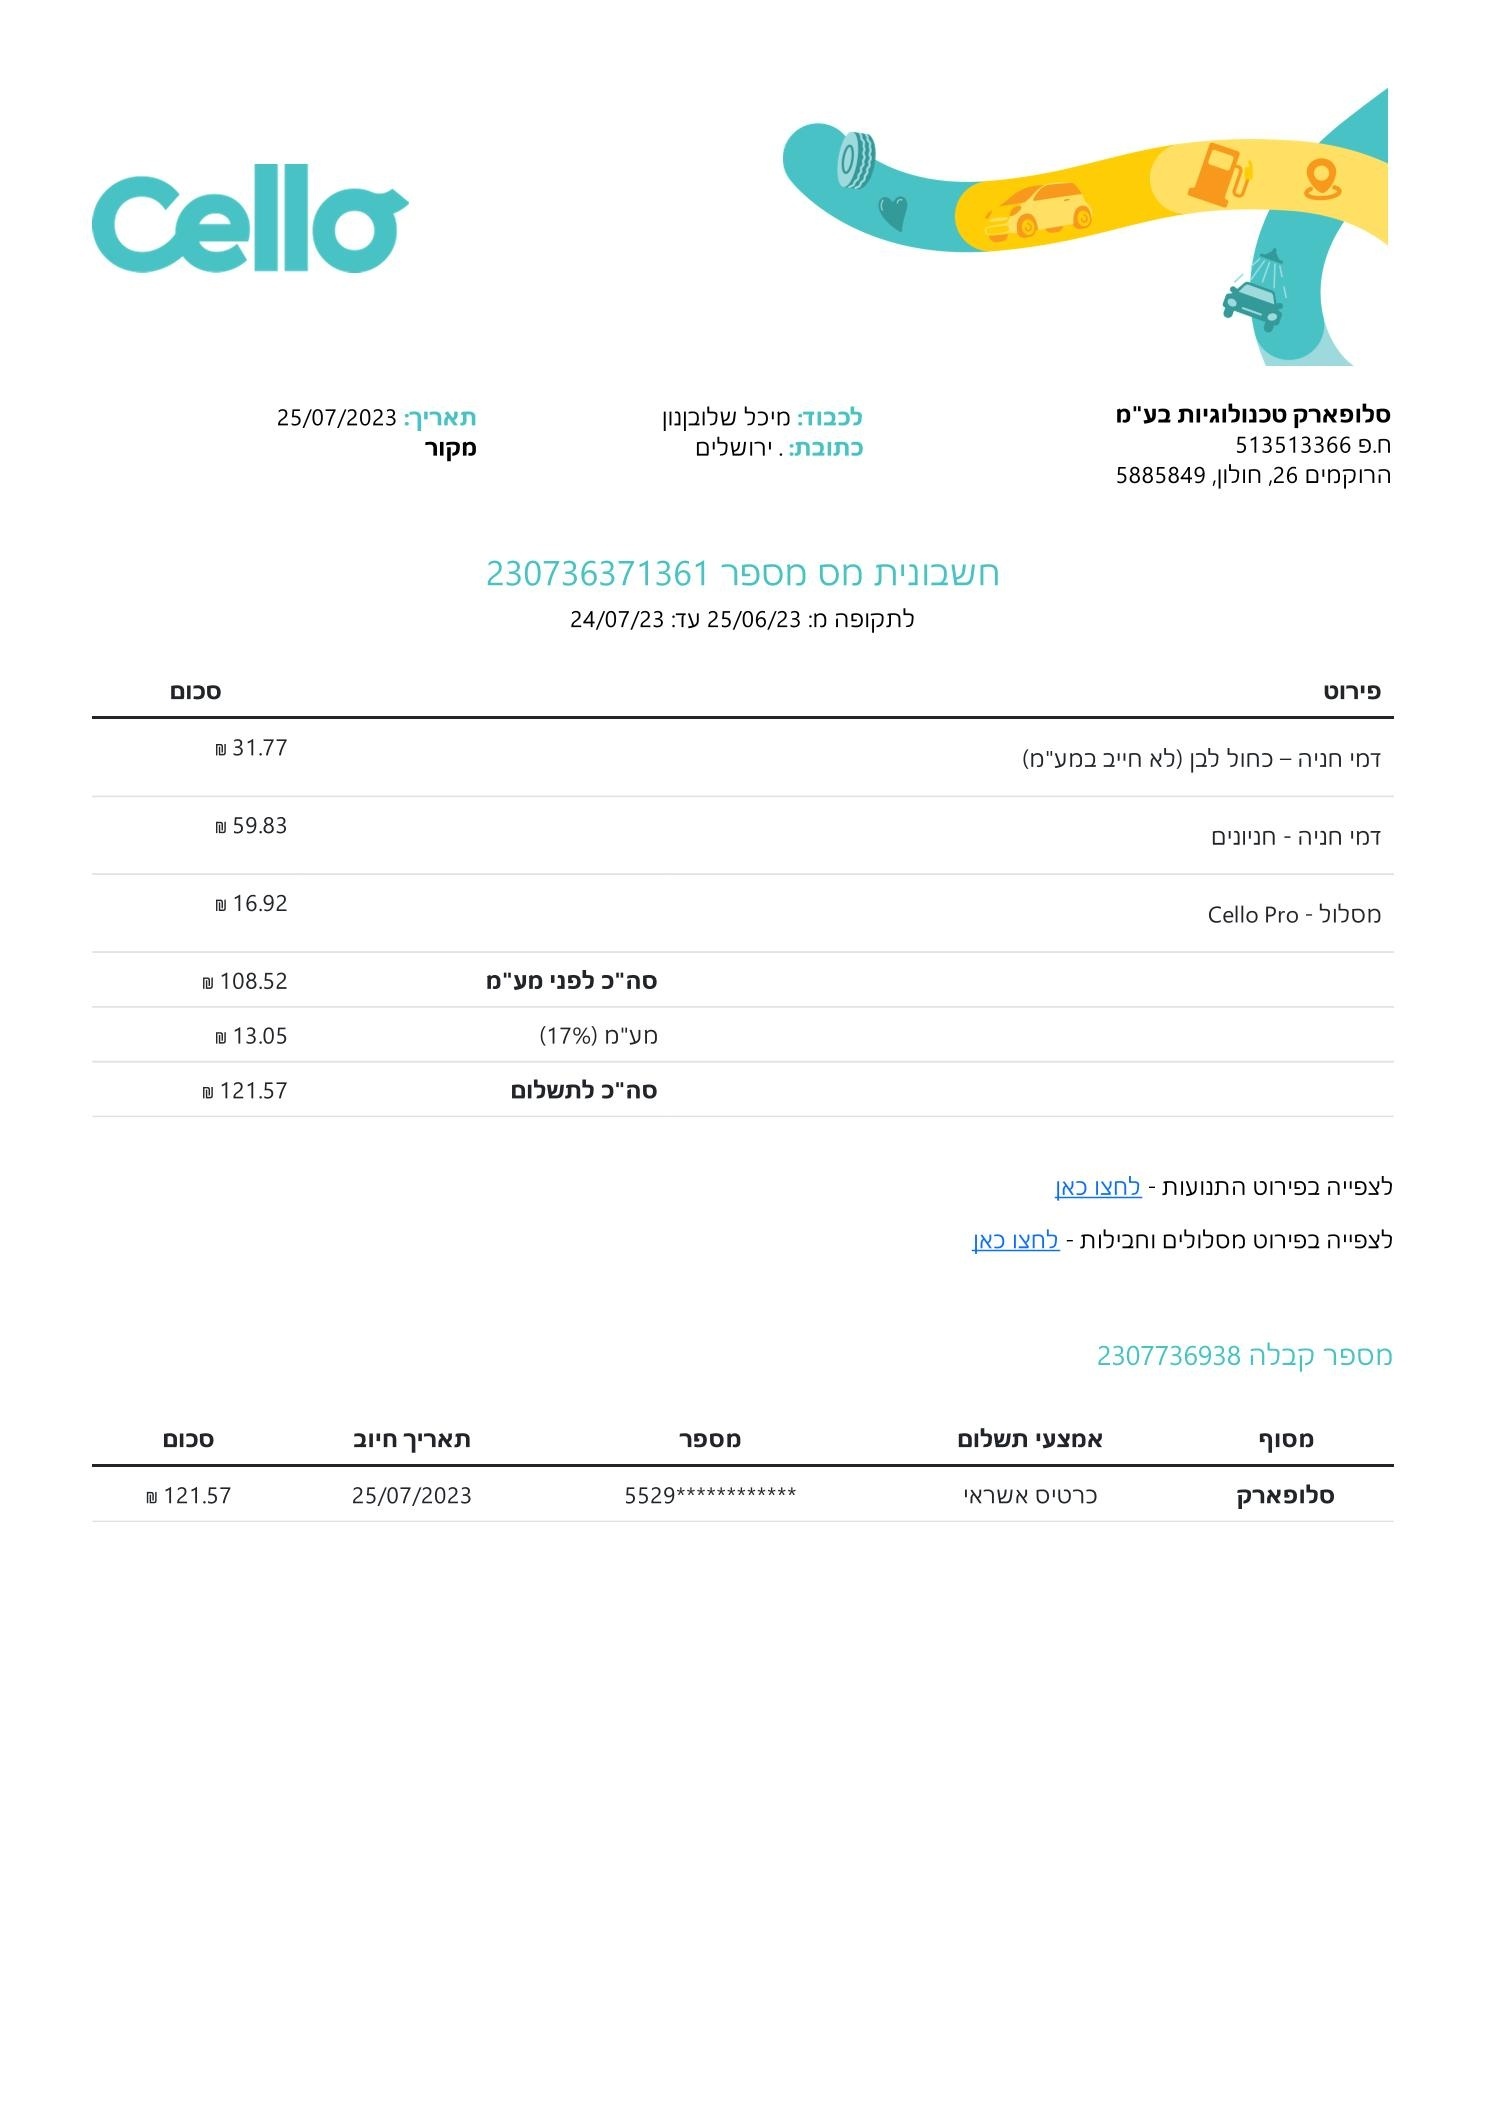 Cello
סלופארק טכנולוגיות בע"מ
ח.פ 513513366
הרוקמים 26, חולון, 5885849
לכבוד: מיכל שלובןנון
כתובת: . ירושלים
תאריך: 25/07/2023
מקור
חשבונית מס מספר 230736371361
לתקופה מ: 25/06/23 עד: 24/07/23
פירוט סכום
דמי חניה – כחול לבן (לא חייב במע"מ) 31.77 ₪
דמי חניה - חניונים 59.83 ₪
מסלול - Cello Pro 16.92 ₪
סה"כ לפני מע"מ 108.52 ₪
מע"מ (17%) 13.05 ₪
סה"כ לתשלום 121.57 ₪
לצפייה בפירוט התנועות - לחצו כאן
לצפייה בפירוט מסלולים וחבילות - לחצו כאן
מספר קבלה 2307736938
מסוף אמצעי תשלום מספר תאריך חיוב סכום
סלופארק כרטיס אשראי 5529************ 25/07/2023 121.57 ₪